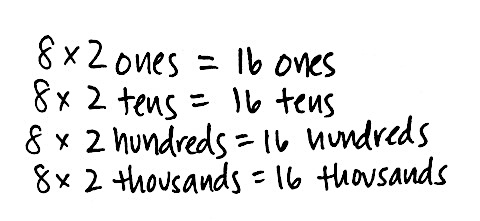 8 × 2 ones = 16 ones
8 × 2 tens = 16 tens
8 × 2 hundreds = 16 hundreds
8 × 2 thousands = 16 thousands